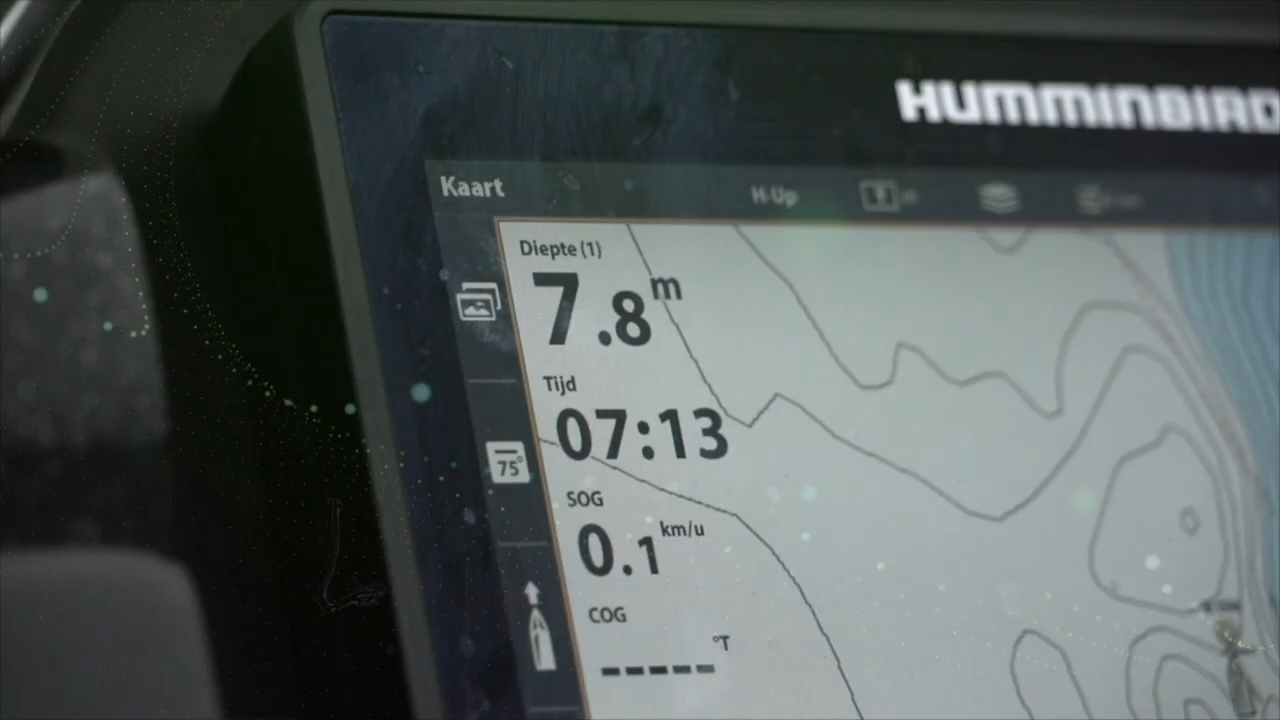 HUMMINBIRD
Kaart
H-Up
Diepte (1)
7.8 m
Tijd
07:13
75°
SOG
0.1 km/u
COG
°T
-----